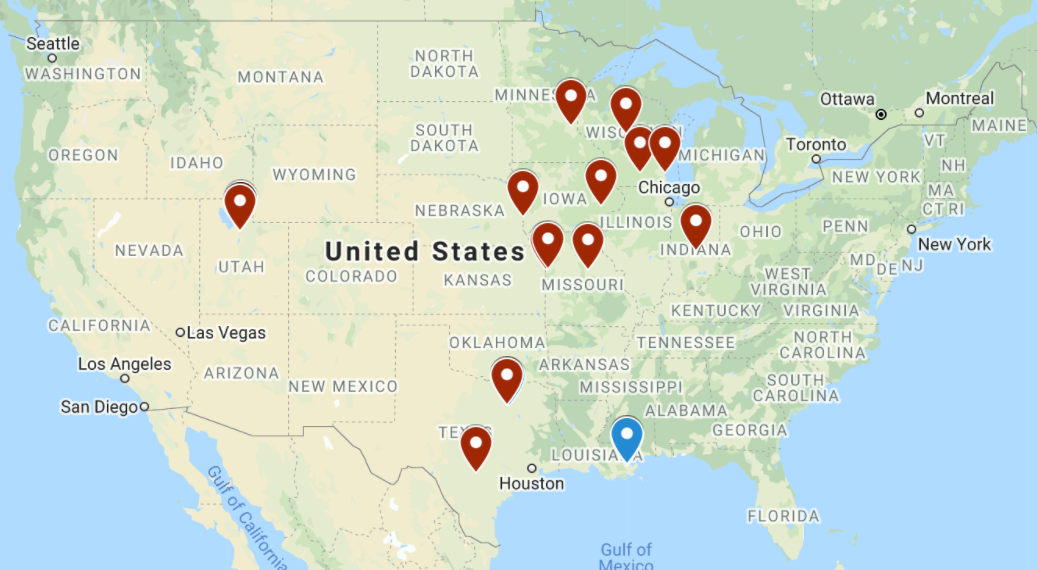 Seattle
WASHINGTON
MONTANA
NORTH
DAKOTA
MINNES A
Ottawa
Montreal
MAINE
OREGON
IDAHO
WYOMING
SOUTH
DAKOTA
WISC N
MICHIGAN
Toronto
VT
NH
NEW YORK
MA
CT RI
NEBRASKA
IOWA
Chicago
ILLINOIS
INDIANA
OHIO
PENN
New York
NEVADA
UTAH
United States
COLORADO
KANSAS
MISSOURI
WEST
VIRGINIA
MD
DE
NJ
KENTUCKY
VIRGINIA
CALIFORNIA
Las Vegas
OKLAHOMA
TENNESSEE
NORTH
CAROLINA
Los Angeles
ARIZONA
NEW MEXICO
ARKANSAS
MISSISSIPPI
SOUTH
CAROLINA
San Diego
ALABAMA
GEORGIA
TEX S
LOUISIANA
Houston
FLORIDA
Gulf of California
Gulf of
Mexico